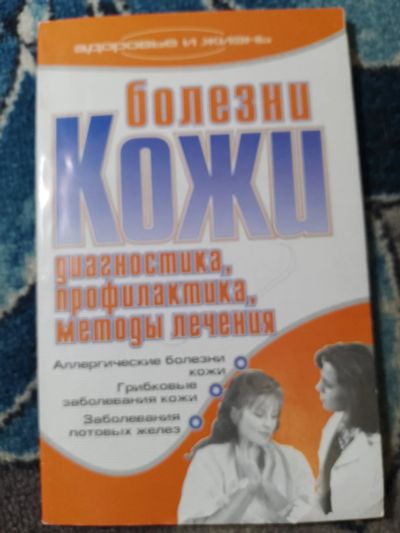 здоровье и жизнь
болезни
Кожи
диагностика,
профилактика,
методы лечения
Аллергические болезни
кожи
Грибковые
заболевания кожи
Заболевания
потовых желез